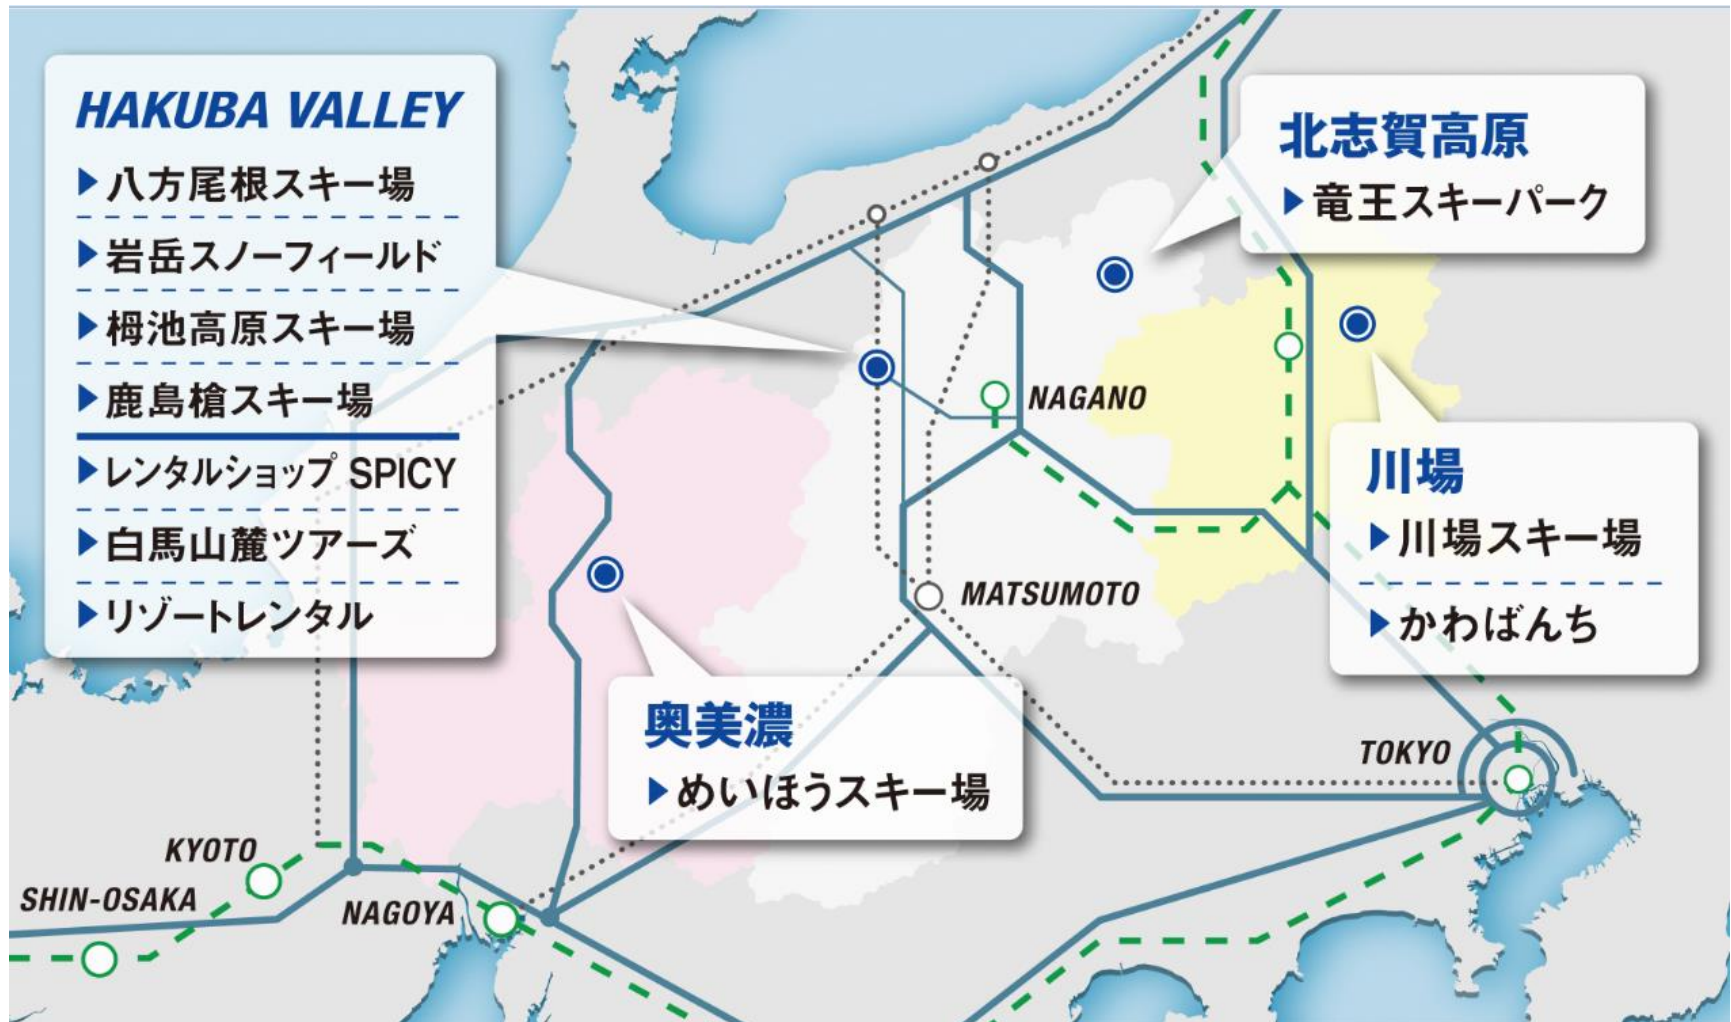 HAKUBA VALLEY
▶八方尾根スキー場
▶岩岳スノーフィールド
▶栂池高原スキー場
▶鹿島槍スキー場
▶レンタルショップ SPICY
▶白馬山麓ツアーズ
▶リゾートレンタル
北志賀高原
▶竜王スキーパーク
NAGANO
川場
▶川場スキー場
▶かわばんち
MATSUMOTO
奥美濃
▶めいほうスキー場
TOKYO
KYOTO
SHIN-OSAKA
NAGOYA